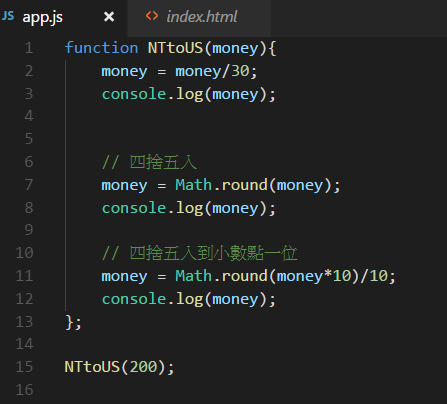 JS app.js × <> index.html
1 function NTtoUS(money){
2 money = money/30;
3 console.log(money);
4
5
6 // 四捨五入
7 money = Math.round(money);
8 console.log(money);
9
10 // 四捨五入到小數點一位
11 money = Math.round(money*10)/10;
12 console.log(money);
13 };
14
15 NTtoUS(200);
16